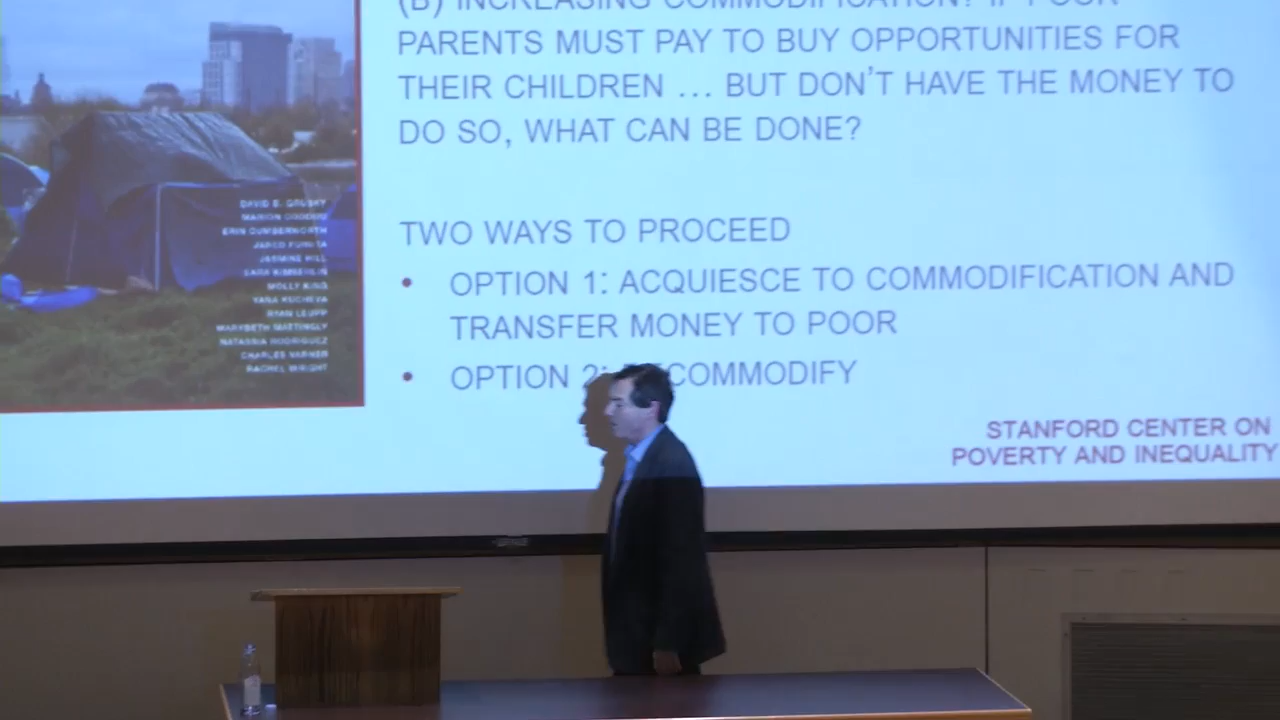 DAVID B. GRUSKY
MARION CODDOU
ERIN CUMBERWORTH
JARED FURUTA
JASMINE HILL
SARA KIMBERLIN
MOLLY KING
YANA KUCHEVA
RYAN LEUPP
MARYBETH MATTINGLY
NATASSIA RODRIGUEZ
CHARLES VARNER
RACHEL WRIGHT
(B) INCREASING COMMODIFICATION? IF POOR
PARENTS MUST PAY TO BUY OPPORTUNITIES FOR
THEIR CHILDREN … BUT DON'T HAVE THE MONEY TO
DO SO, WHAT CAN BE DONE?
TWO WAYS TO PROCEED
• OPTION 1: ACQUIESCE TO COMMODIFICATION AND
TRANSFER MONEY TO POOR
• OPTION 2: COMMODIFY
STANFORD CENTER ON
POVERTY AND INEQUALITY